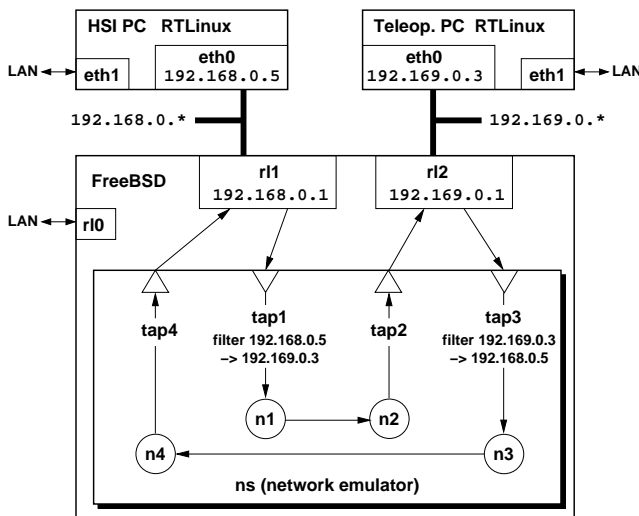 HSI PC RTLinux
Teleop. PC RTLinux
eth0
192.168.0.5
eth0
192.169.0.3
LAN
eth1
eth1
LAN
192.168.0.*
192.169.0.*
FreeBSD
rl1
192.168.0.1
rl2
192.169.0.1
LAN
rl0
tap4
tap1
filter 192.168.0.5
–> 192.169.0.3
tap2
tap3
filter 192.169.0.3
–> 192.168.0.5
n1
n2
n4
n3
ns (network emulator)